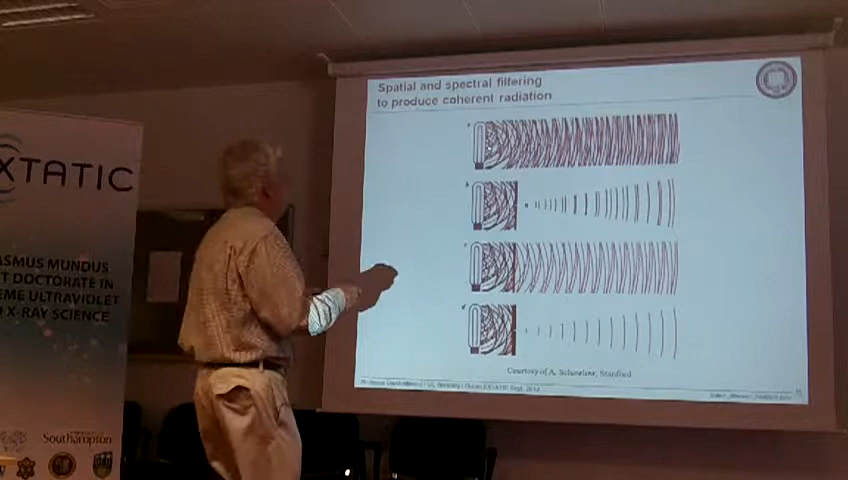 XTATIC
ASMUS MUNDUS
T DOCTORATE IN
EME ULTRAVIOLET
X-RAY SCIENCE
Southampton
Spatial and spectral filtering
to produce coherent radiation
Courtesy of A. Schawlow, Stanford